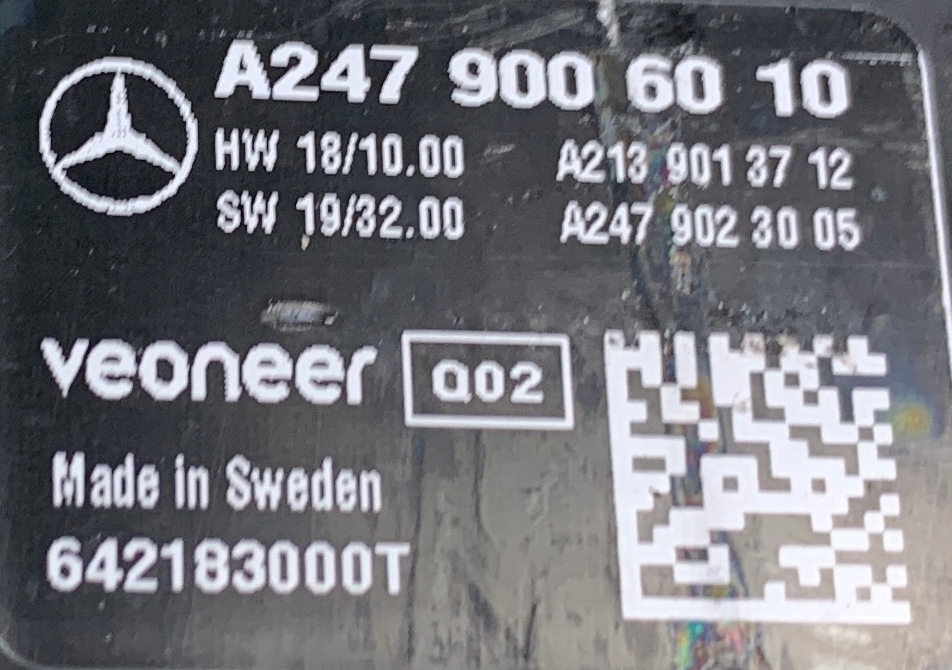 A247 900 60 10
HW 18/10.00 A213 901 37 12
SW 19/32.00 A247 902 30 05
veoneer Q02
Made in Sweden
642183000T